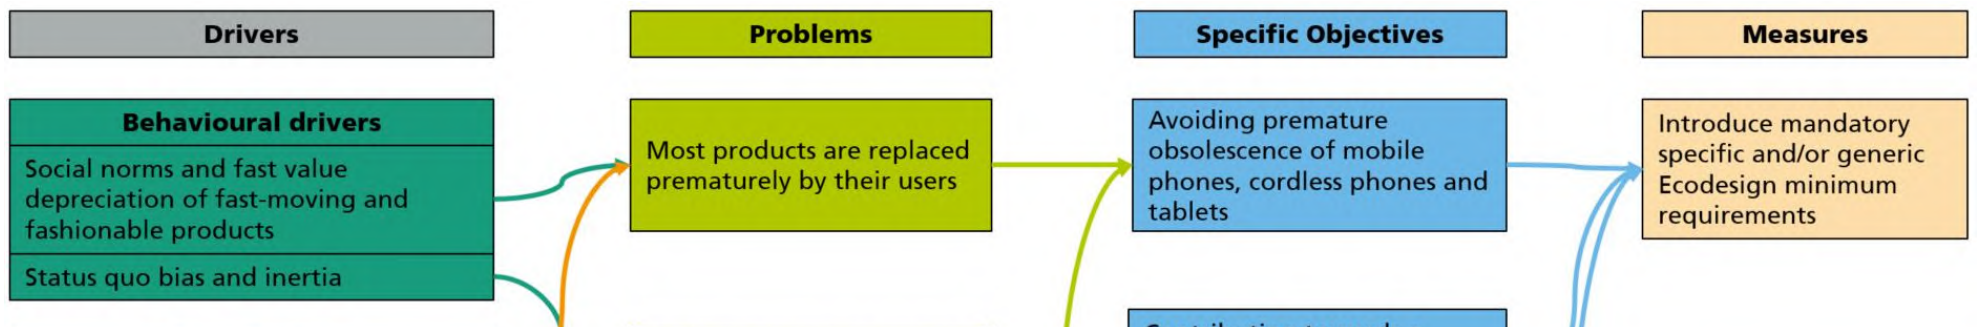 Drivers
Problems
Specific Objectives
Measures
Behavioural drivers
Social norms and fast value
depreciation of fast-moving and
fashionable products
Status quo bias and inertia
Most products are replaced
prematurely by their users
Avoiding premature
obsolescence of mobile
phones, cordless phones and
tablets
Introduce mandatory
specific and/or generic
Ecodesign minimum
requirements